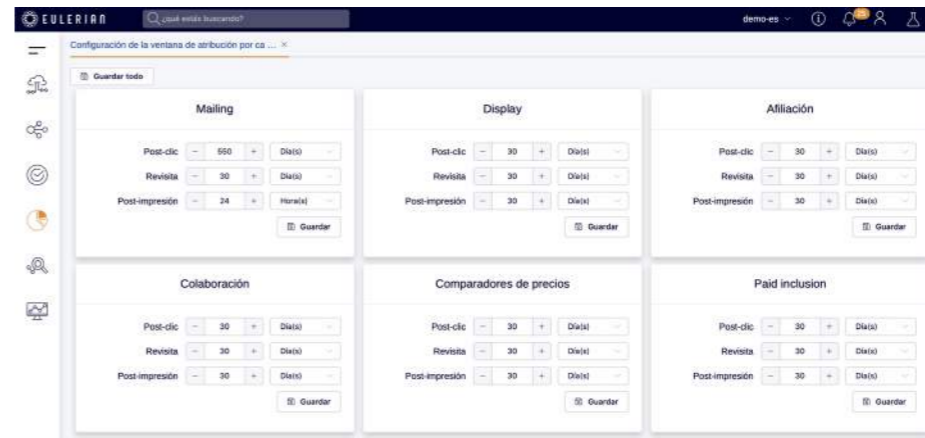 EULERIAN
¿qué estás buscando?
demo-es
25
Configuración de la ventana de atribución por ca ... ×
Guardar todo
Mailing
Post-clic − 550 + Día(s)
Revisita − 30 + Día(s)
Post-impresión − 24 + Hora(s)
Guardar
Display
Post-clic − 30 + Día(s)
Revisita − 30 + Día(s)
Post-impresión − 30 + Día(s)
Guardar
Afiliación
Post-clic − 30 + Día(s)
Revisita − 30 + Día(s)
Post-impresión − 30 + Día(s)
Guardar
Colaboración
Post-clic − 30 + Día(s)
Revisita − 30 + Día(s)
Post-impresión − 30 + Día(s)
Guardar
Comparadores de precios
Post-clic − 30 + Día(s)
Revisita − 30 + Día(s)
Post-impresión − 30 + Día(s)
Guardar
Paid inclusion
Post-clic − 30 + Día(s)
Revisita − 30 + Día(s)
Post-impresión − 30 + Día(s)
Guardar